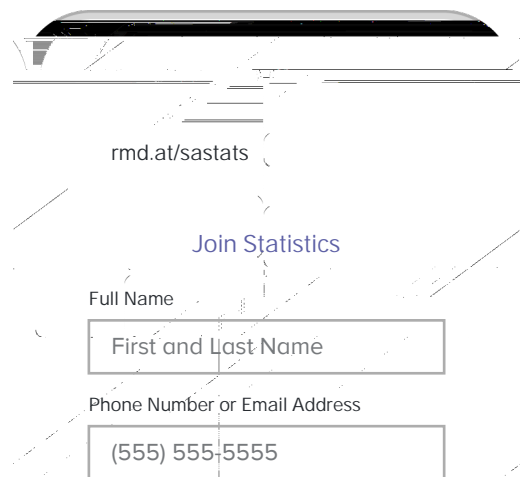 rmd.at/sastats
Join Statistics
Full Name
First and Last Name
Phone Number or Email Address
(555) 555-5555